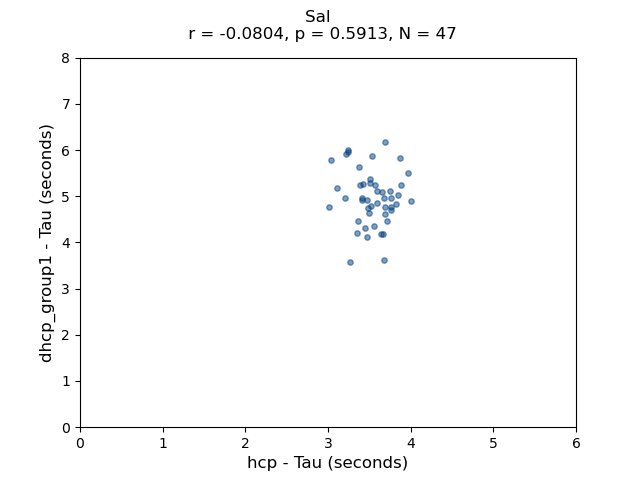 Sal
r = -0.0804, p = 0.5913, N = 47
8
7
6
5
4
3
2
1
0
dhcp_group1 - Tau (seconds)
0 1 2 3 4 5 6
hcp - Tau (seconds)